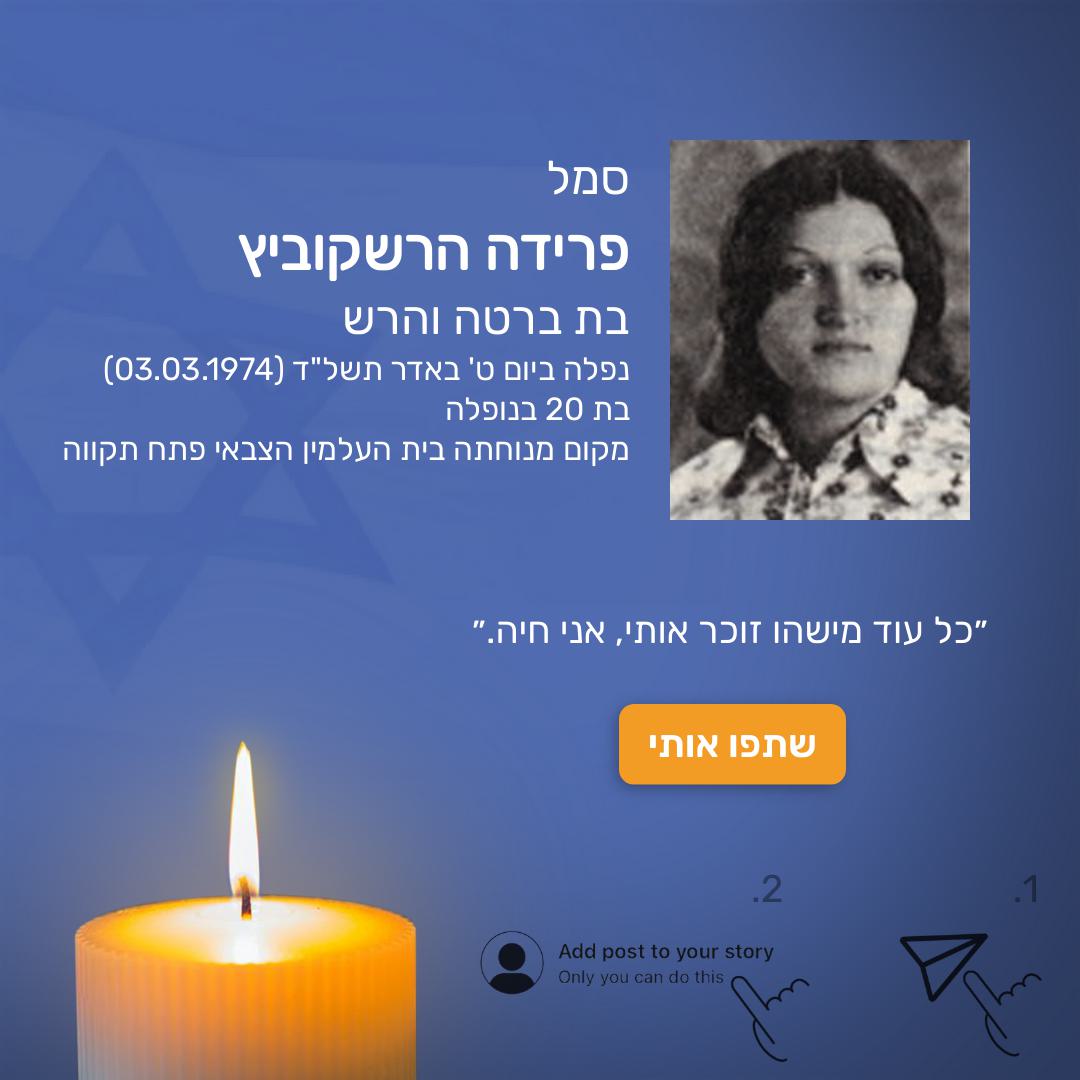 סמל
פרידה הרשקוביץ
בת ברטה והרש
נפלה ביום ט' באדר תשל"ד (03.03.1974)
בת 20 בנופלה
מקום מנוחתה בית העלמין הצבאי פתח תקווה
״כל עוד מישהו זוכר אותי, אני חיה.״
שתפו אותי
1.
2.
Add post to your story
Only you can do this